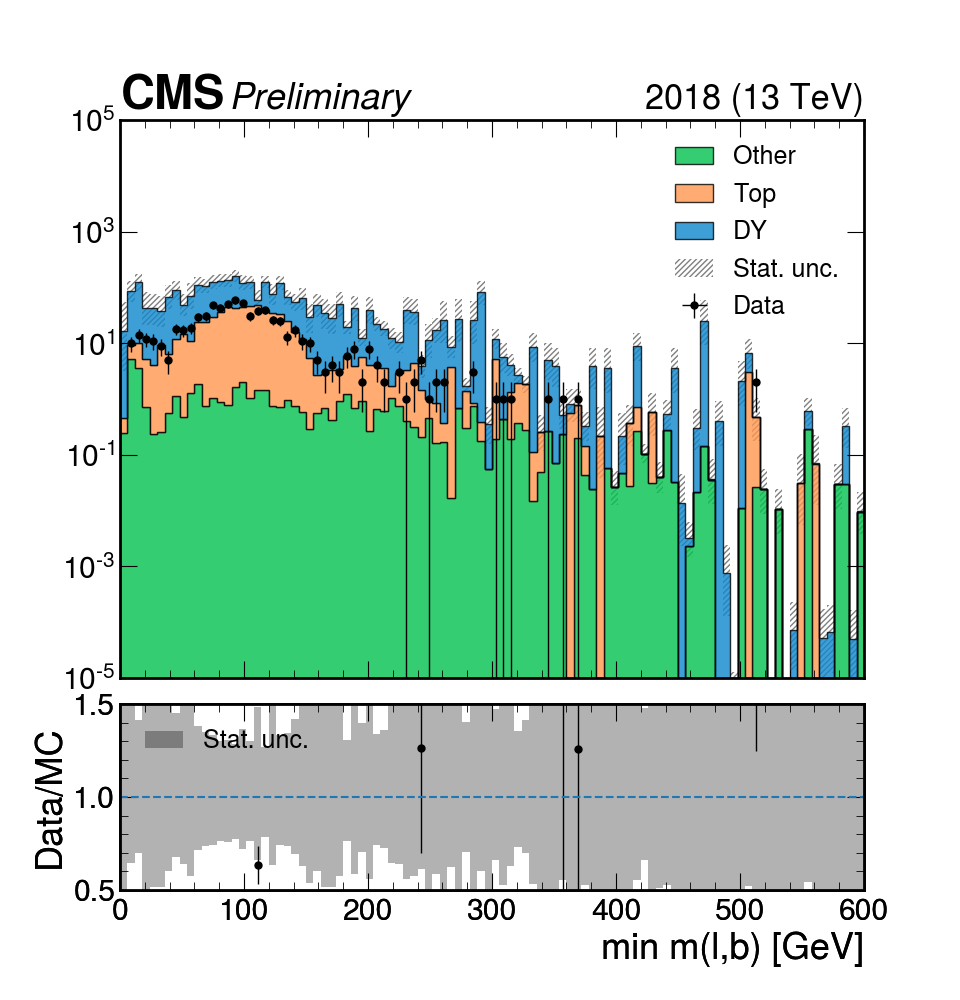 CMS Preliminary 2018 (13 TeV)
10^5
10^3
10^1
10^-1
10^-3
10^-5
Other
Top
DY
Stat. unc.
Data
1.5
1.0
0.5
Data/MC
Stat. unc.
0 100 200 300 400 500 600
min m(l,b) [GeV]